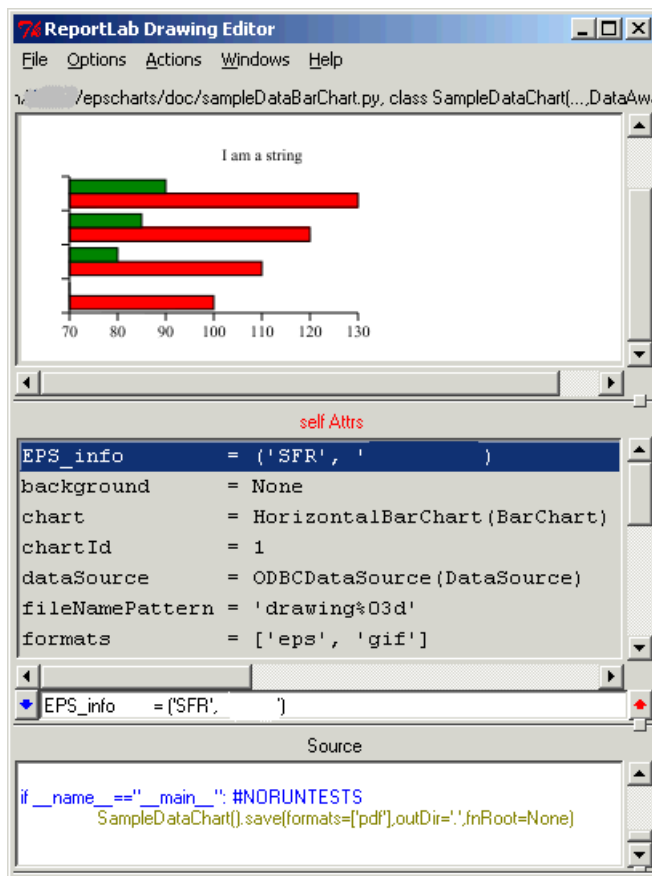 ReportLab Drawing Editor
File Options Actions Windows Help
/epscharts/doc/sampleDataBarChart.py, class SampleDataChart(...,DataAwa
I am a string
70 80 90 100 110 120 130
self Attrs
EPS_info = ('SFR', ' )
background = None
chart = HorizontalBarChart(BarChart)
chartId = 1
dataSource = ODBCDataSource(DataSource)
fileNamePattern = 'drawing%03d'
formats = ['eps', 'gif']
EPS_info = ('SFR', ')
Source
if __name__=="__main__": #NORUNTESTS
SampleDataChart().save(formats=['pdf'],outDir='.',fnRoot=None)